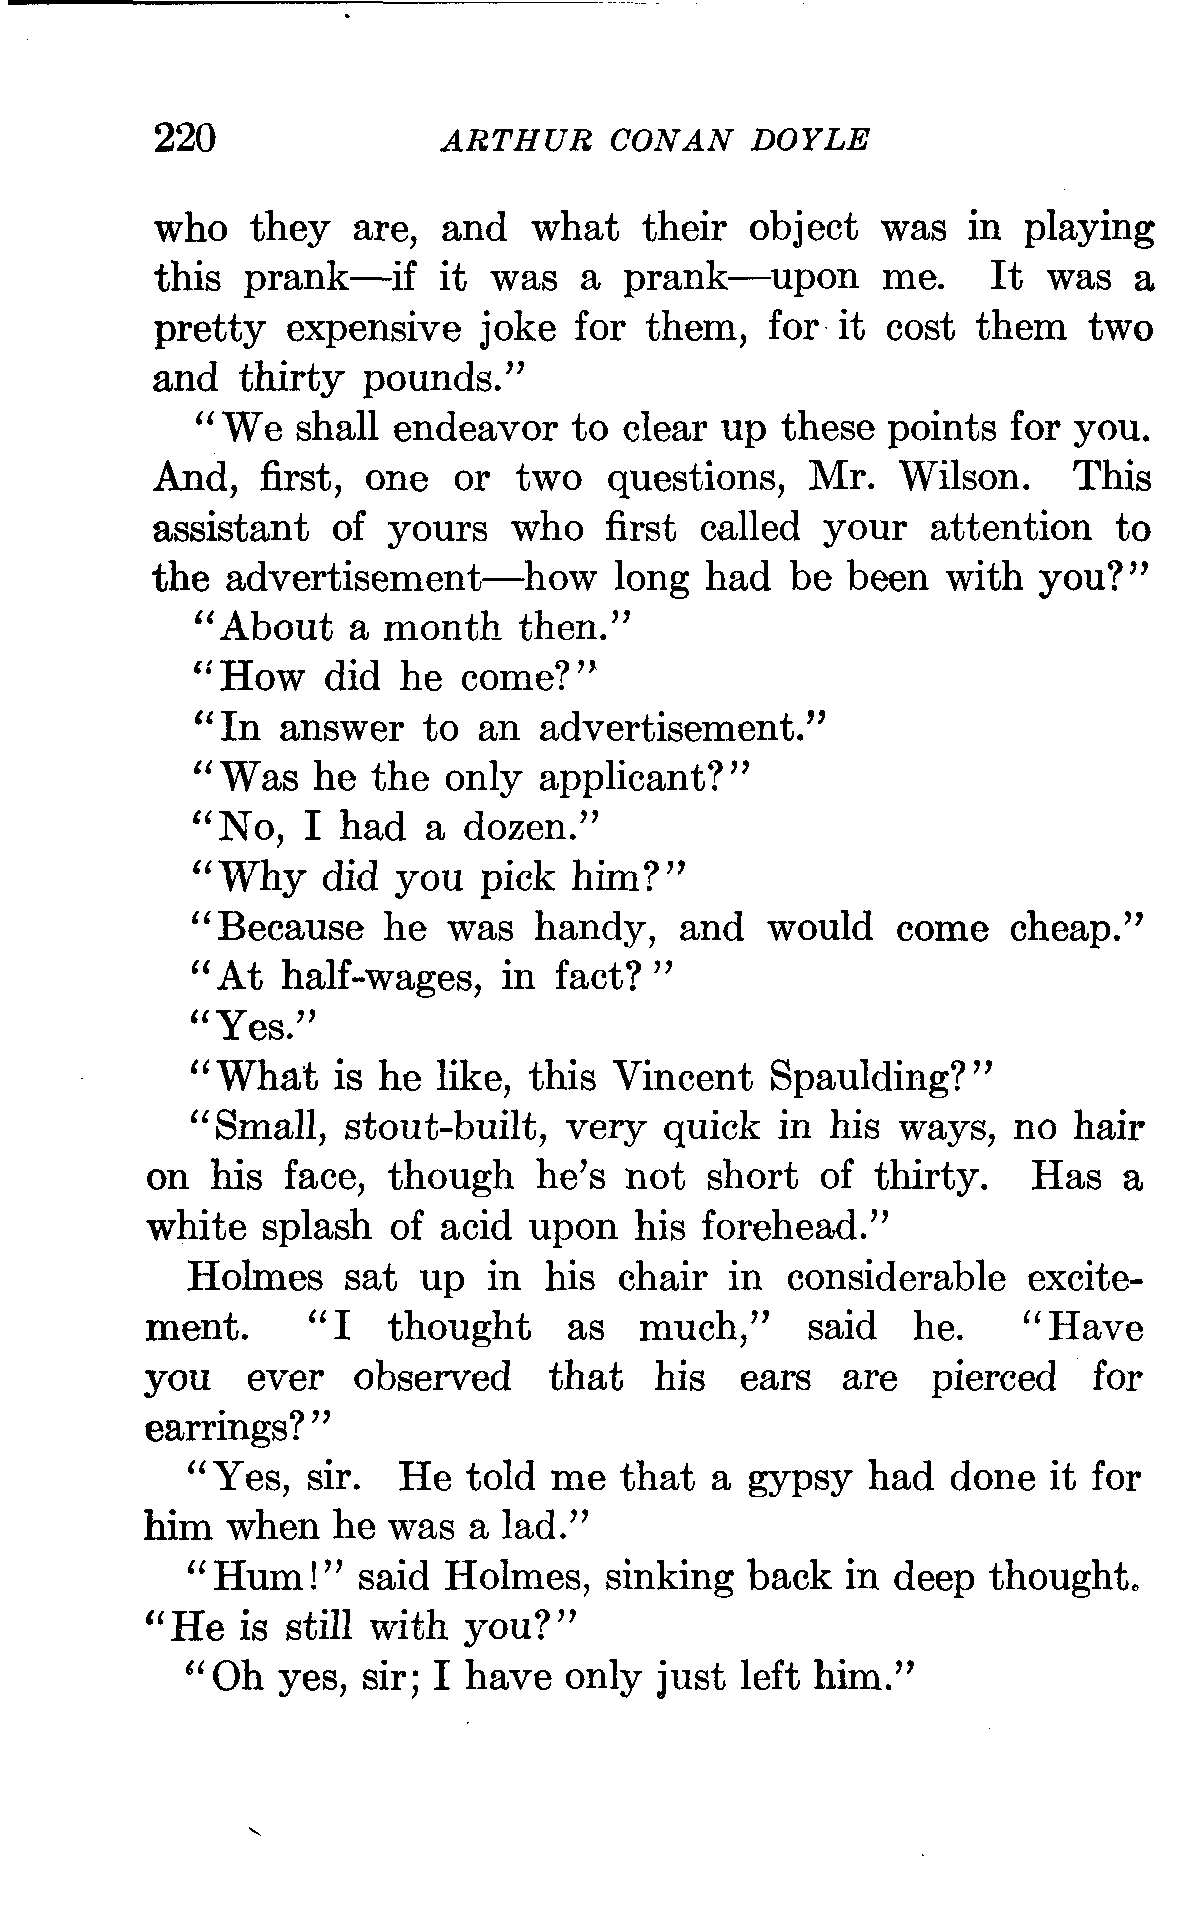 220 ARTHUR CONAN DOYLE
who they are, and what their object was in playing
this prank—if it was a prank—upon me. It was a
pretty expensive joke for them, for it cost them two
and thirty pounds."
"We shall endeavor to clear up these points for you.
And, first, one or two questions, Mr. Wilson. This
assistant of yours who first called your attention to
the advertisement—how long had be been with you?"
"About a month then."
"How did he come?"
"In answer to an advertisement."
"Was he the only applicant?"
"No, I had a dozen."
"Why did you pick him?"
"Because he was handy, and would come cheap."
"At half-wages, in fact?"
"Yes."
"What is he like, this Vincent Spaulding?"
"Small, stout-built, very quick in his ways, no hair
on his face, though he's not short of thirty. Has a
white splash of acid upon his forehead."
Holmes sat up in his chair in considerable excite-
ment. "I thought as much," said he. "Have
you ever observed that his ears are pierced for
earrings?"
"Yes, sir. He told me that a gypsy had done it for
him when he was a lad."
"Hum!" said Holmes, sinking back in deep thought.
"He is still with you?"
"Oh yes, sir; I have only just left him."